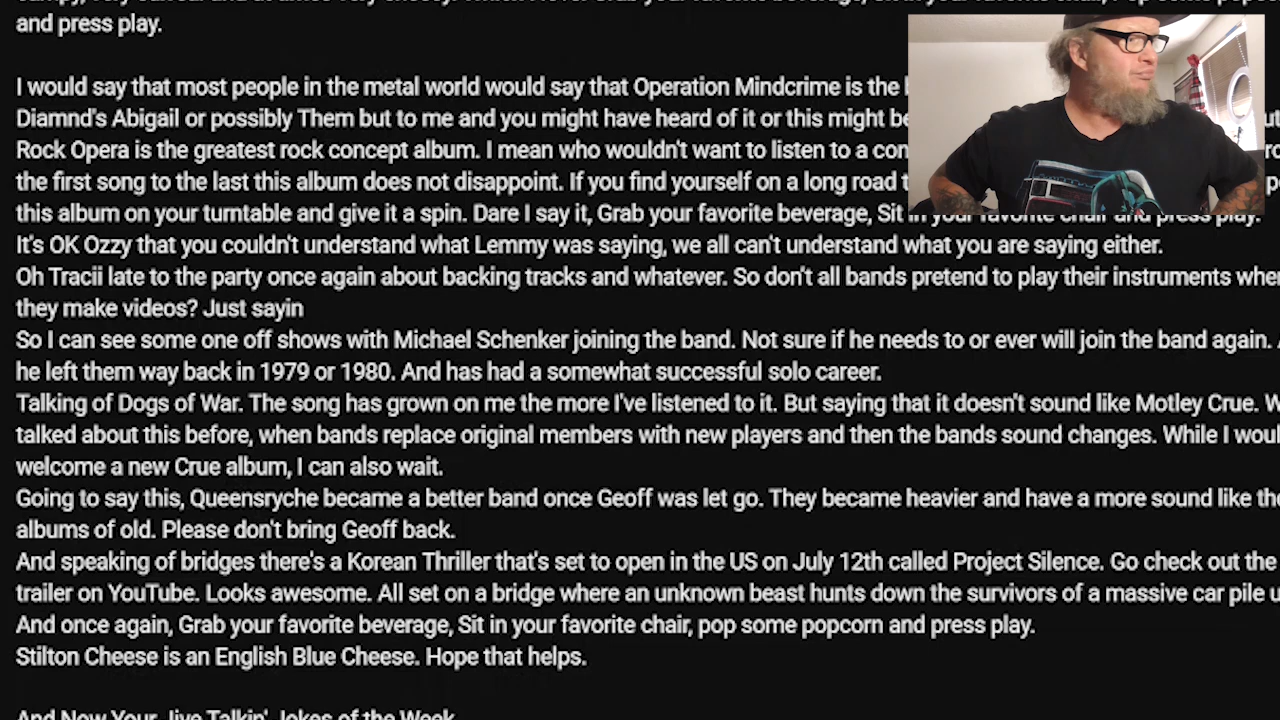 and press play.
I would say that most people in the metal world would say that Operation Mindcrime is the
Diamnd's Abigail or possibly Them but to me and you might have heard of it or this might be
Rock Opera is the greatest rock concept album. I mean who wouldn't want to listen to a con
the first song to the last this album does not disappoint. If you find yourself on a long road
this album on your turntable and give it a spin. Dare I say it, Grab your favorite beverage, Sit in your favorite chair and press play.
It's OK Ozzy that you couldn't understand what Lemmy was saying, we all can't understand what you are saying either.
Oh Tracii late to the party once again about backing tracks and whatever. So don't all bands pretend to play their instruments when
they make videos? Just sayin
So I can see some one off shows with Michael Schenker joining the band. Not sure if he needs to or ever will join the band again.
he left them way back in 1979 or 1980. And has had a somewhat successful solo career.
Talking of Dogs of War. The song has grown on me the more I've listened to it. But saying that it doesn't sound like Motley Crue.
talked about this before, when bands replace original members with new players and then the bands sound changes. While I woul
welcome a new Crue album, I can also wait.
Going to say this, Queensryche became a better band once Geoff was let go. They became heavier and have a more sound like the
albums of old. Please don't bring Geoff back.
And speaking of bridges there's a Korean Thriller that's set to open in the US on July 12th called Project Silence. Go check out the
trailer on YouTube. Looks awesome. All set on a bridge where an unknown beast hunts down the survivors of a massive car pile u
And once again, Grab your favorite beverage, Sit in your favorite chair, pop some popcorn and press play.
Stilton Cheese is an English Blue Cheese. Hope that helps.
And Now Your Jive Talkin' Jokes of the Week